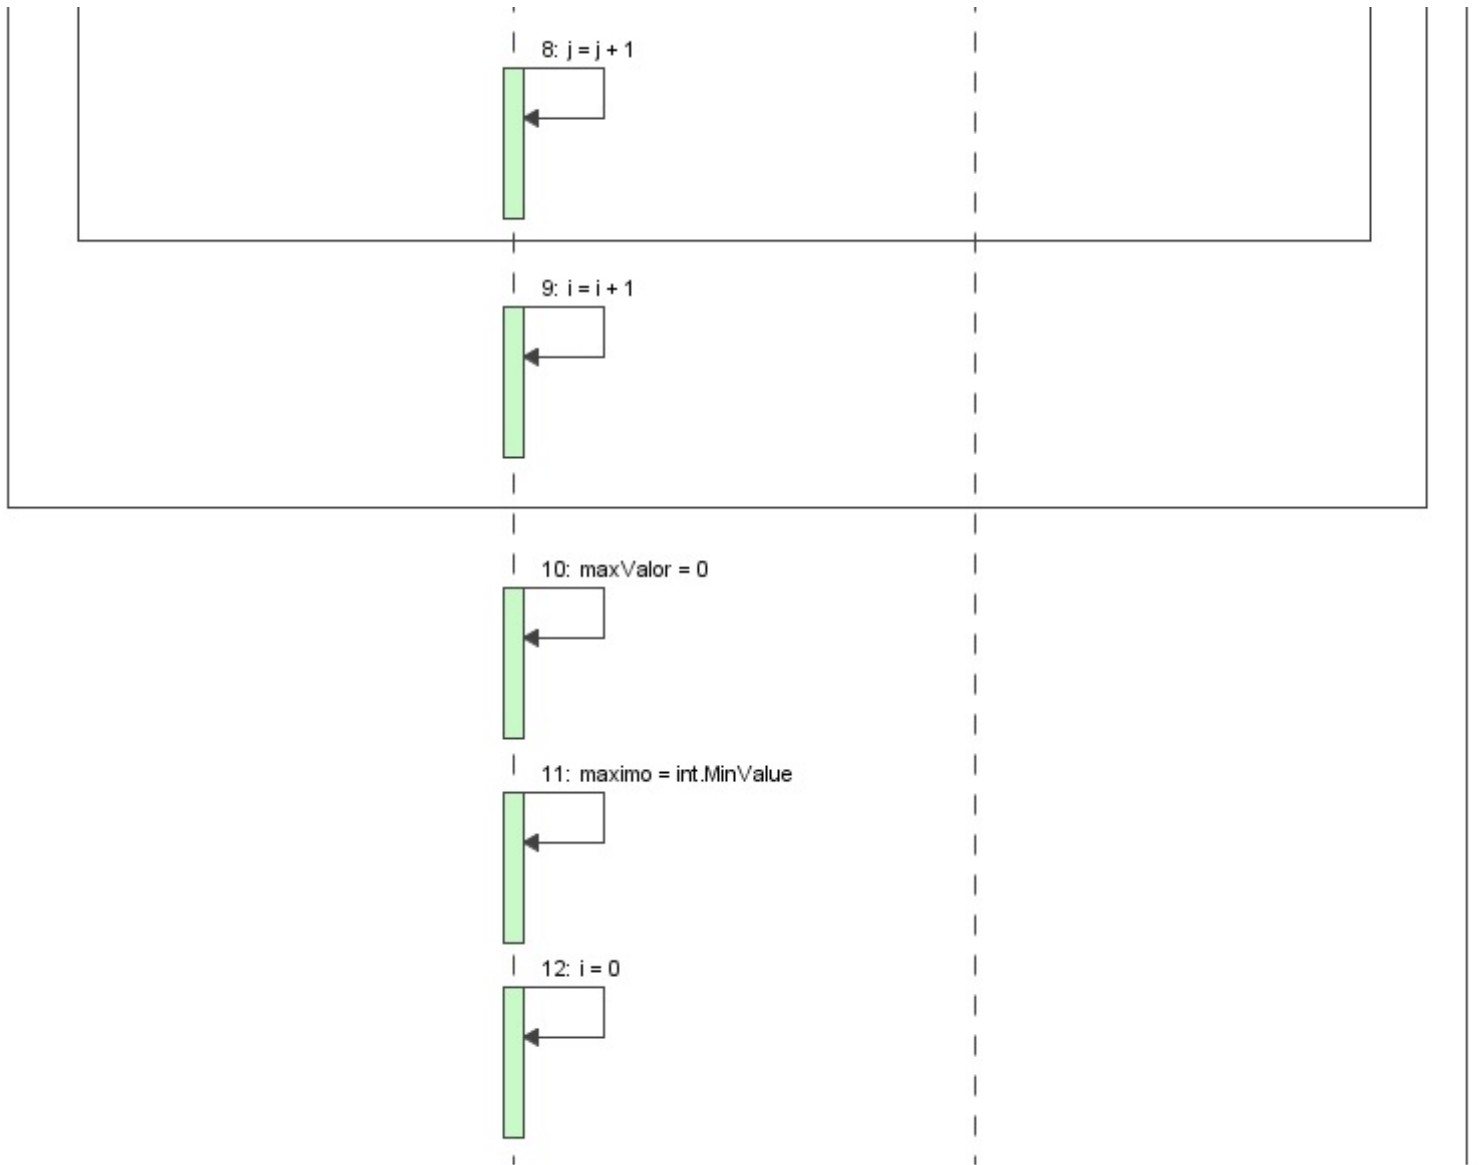 8: j = j + 1
9: i = i + 1
10: maxValor = 0
11: maximo = int.MinValue
12: i = 0